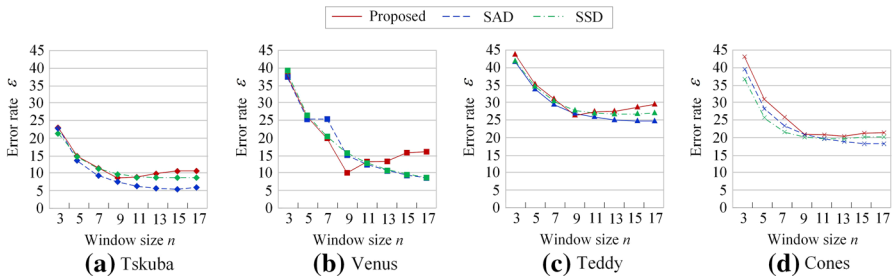 Proposed SAD SSD
45 45 45 45
40 40 40 40
35 35 35 35
30 30 30 30
25 25 25 25
20 20 20 20
15 15 15 15
10 10 10 10
5 5 5 5
0 0 0 0
Error rate ε Error rate ε Error rate ε Error rate ε
3 5 7 9 11 13 15 17 3 5 7 9 11 13 15 17 3 5 7 9 11 13 15 17 3 5 7 9 11 13 15 17
Window size n Window size n Window size n Window size n
(a) Tskuba (b) Venus (c) Teddy (d) Cones